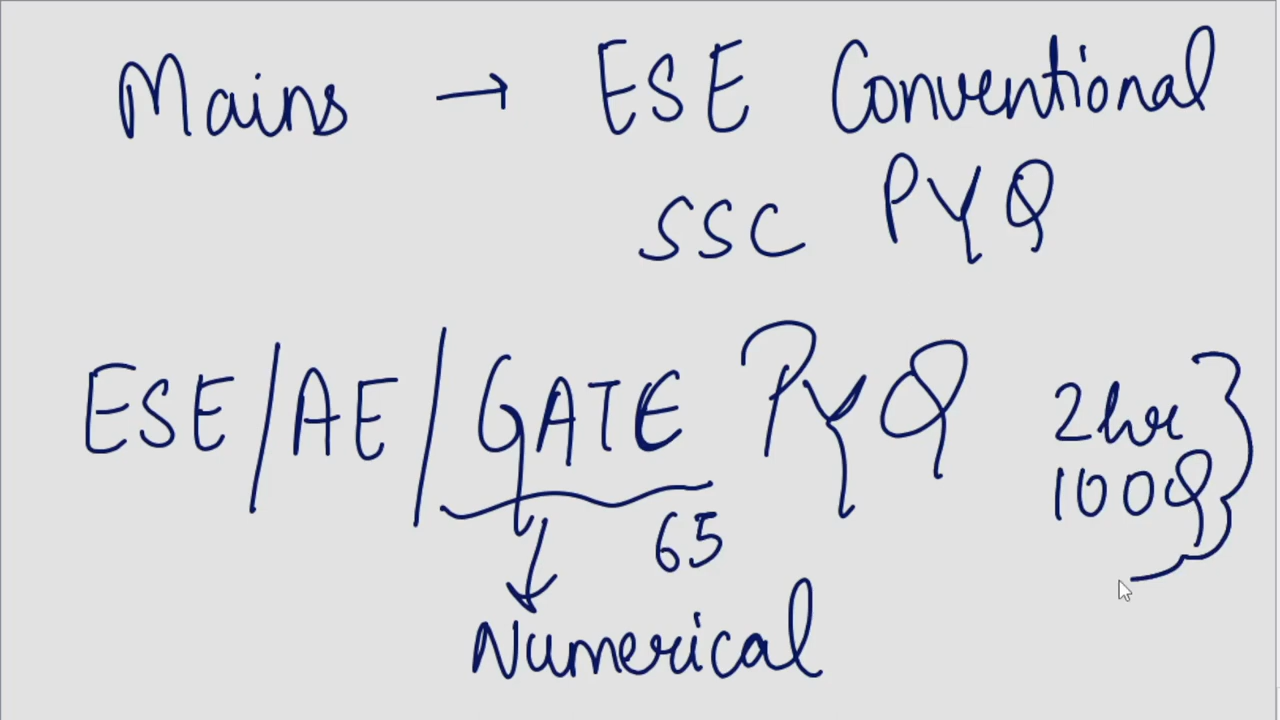 Mains → ESE Conventional
SSC PYQ
ESE/AE/GATE PYQ 2hr
100Q
65
Numerical